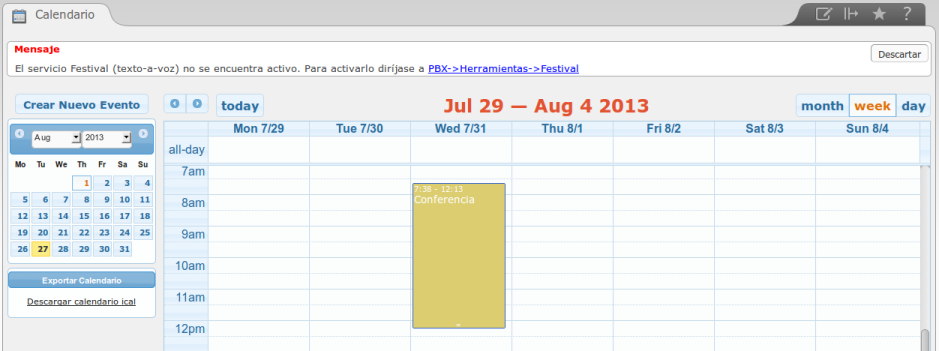 Calendario
?
Mensaje
El servicio Festival (texto-a-voz) no se encuentra activo. Para activarlo diríjase a PBX->Herramientas->Festival
Descartar
Crear Nuevo Evento
today
Jul 29 — Aug 4 2013
month week day
Aug 2013
Mo Tu We Th Fr Sa Su
1 2 3 4
5 6 7 8 9 10 11
12 13 14 15 16 17 18
19 20 21 22 23 24 25
26 27 28 29 30 31
Exportar Calendario
Descargar calendario ical
Mon 7/29 Tue 7/30 Wed 7/31 Thu 8/1 Fri 8/2 Sat 8/3 Sun 8/4
all-day
7am
7:38 - 12:13
Conferencia
8am
9am
10am
11am
12pm